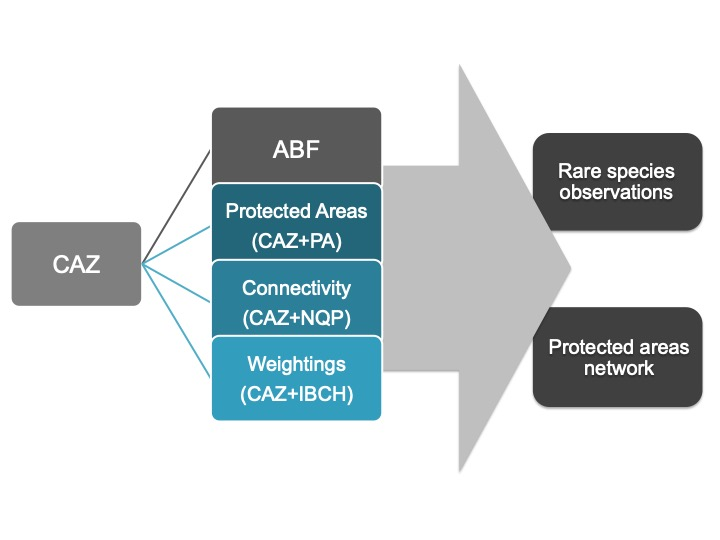 CAZ
ABF
Protected Areas
(CAZ+PA)
Connectivity
(CAZ+NQP)
Weightings
(CAZ+IBCH)
Rare species
observations
Protected areas
network